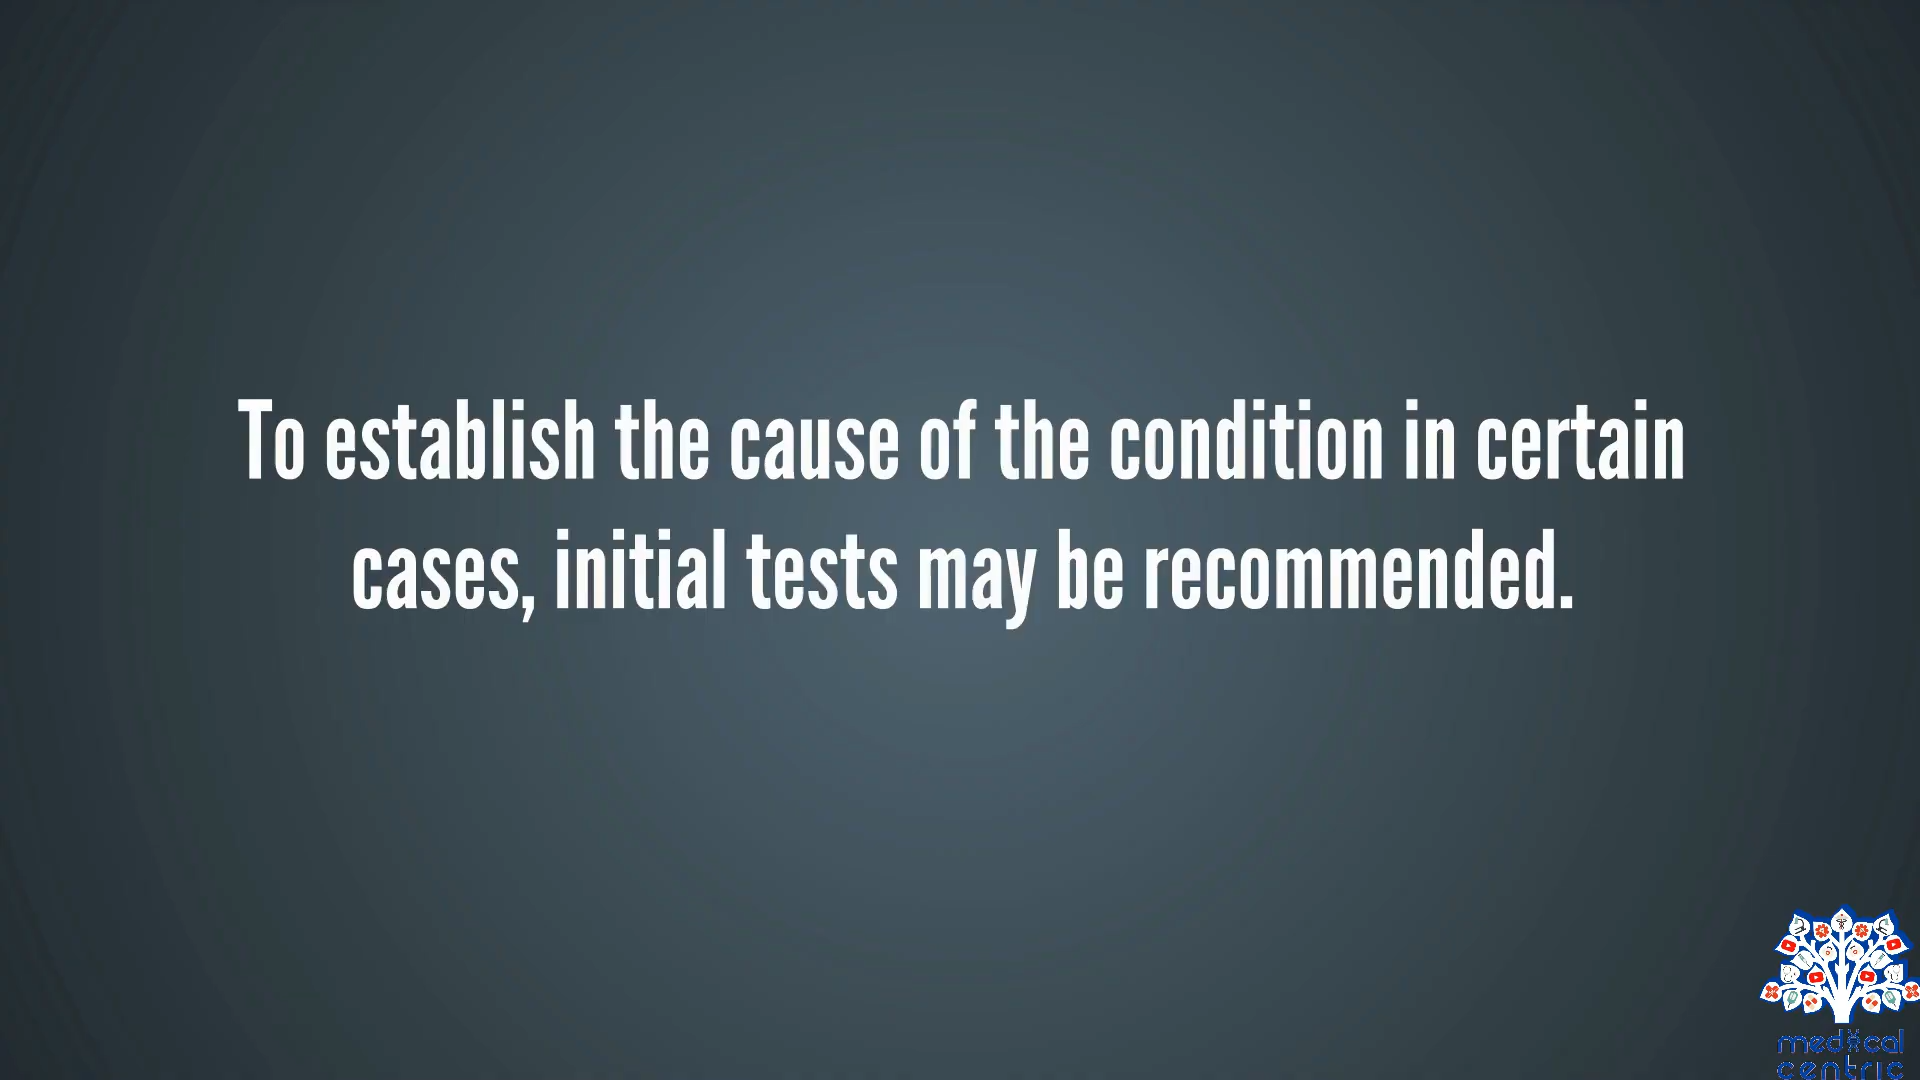 To establish the cause of the condition in certain
cases, initial tests may be recommended.
medical
centric